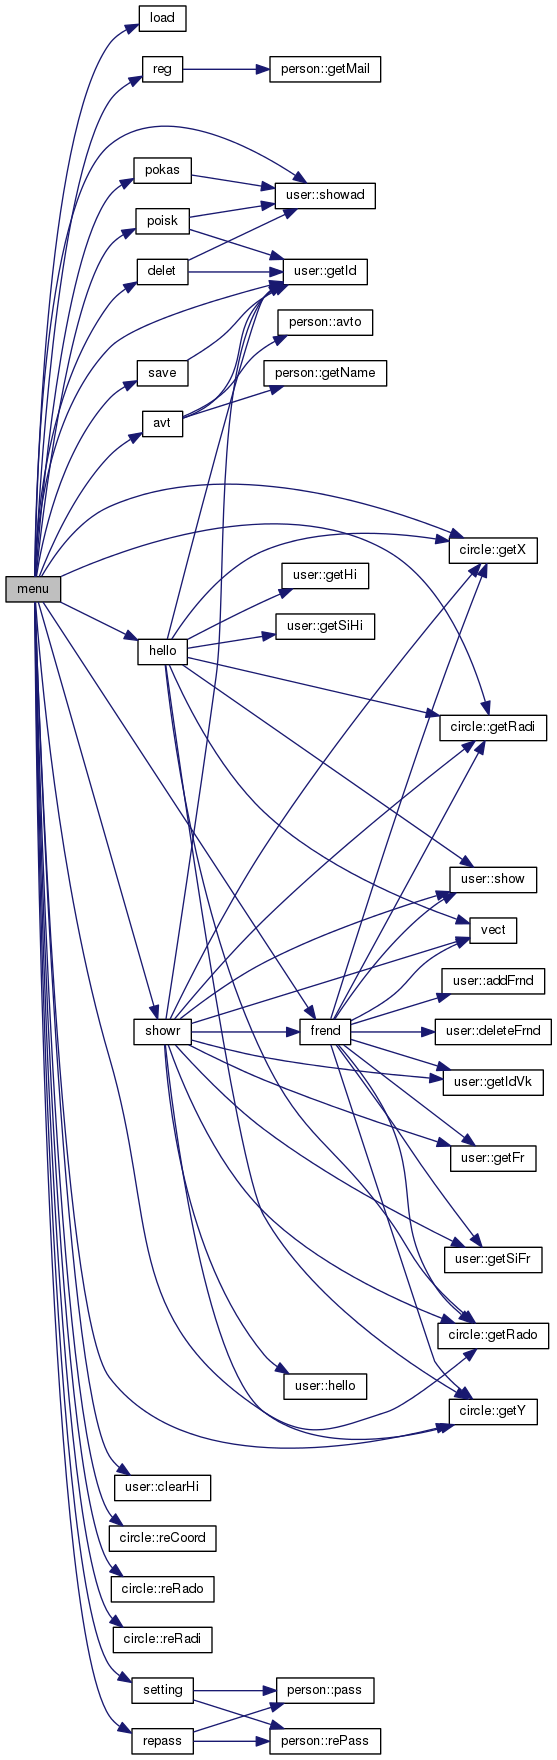 load
reg
person::getMail
pokas
user::showad
poisk
delet
user::getId
person::avto
save
person::getName
avt
circle::getX
user::getHi
menu
user::getSiHi
hello
circle::getRadi
user::show
vect
user::addFrnd
showr
frend
user::deleteFrnd
user::getIdVk
user::getFr
user::getSiFr
circle::getRado
user::hello
circle::getY
user::clearHi
circle::reCoord
circle::reRado
circle::reRadi
setting
person::pass
repass
person::rePass